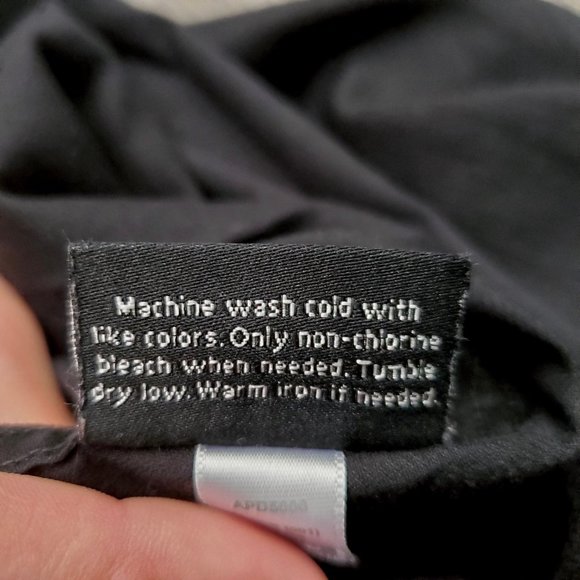 Machine wash cold with
like colors. Only non-chlorine
bleach when needed. Tumble
dry low. Warm iron if needed.